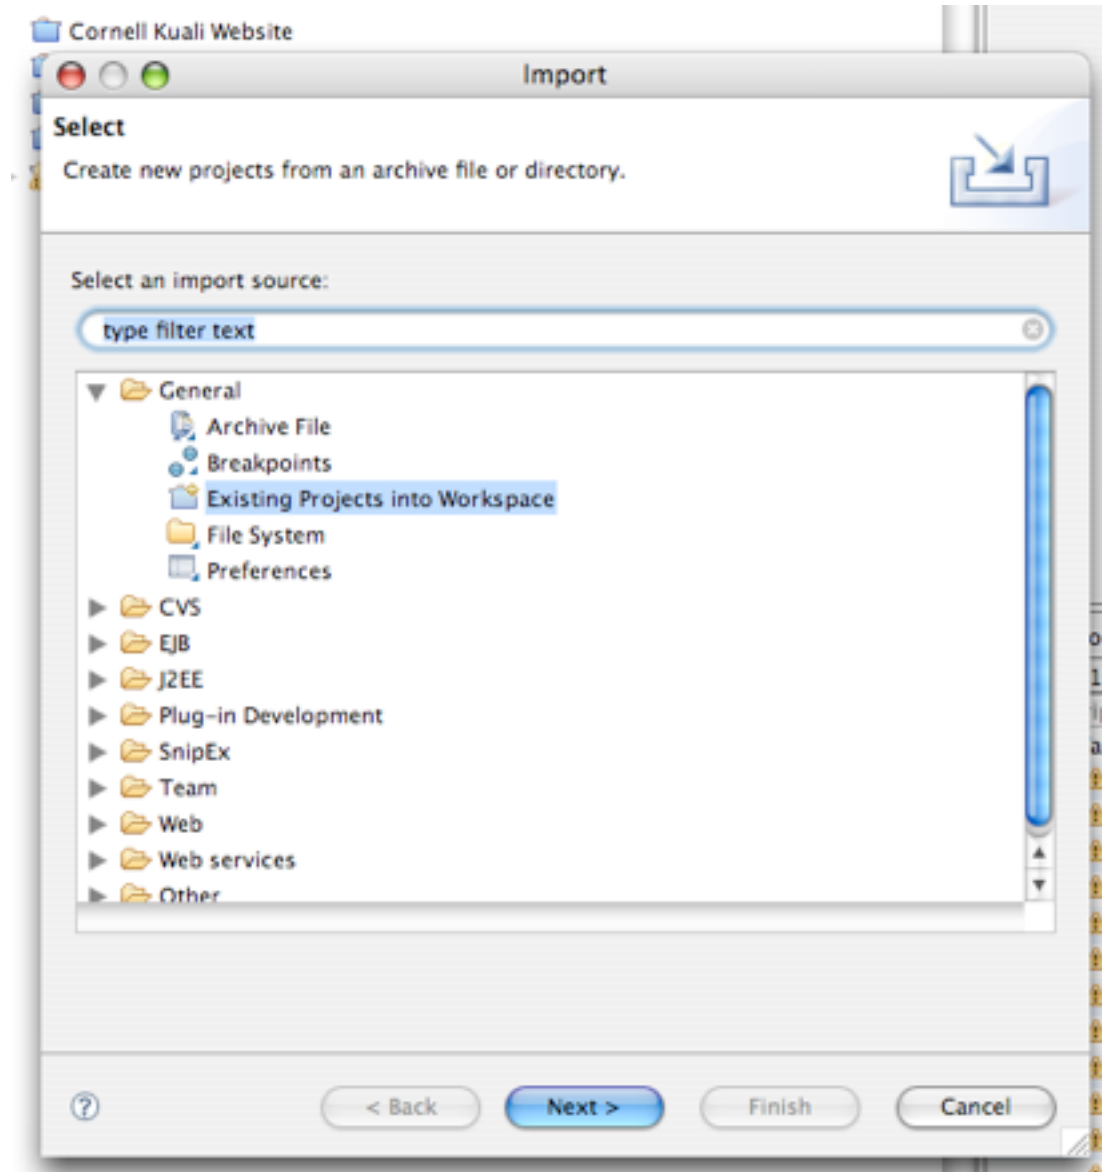 Cornell Kuali Website
Import
Select
Create new projects from an archive file or directory.
Select an import source:
type filter text
General
Archive File
Breakpoints
Existing Projects into Workspace
File System
Preferences
CVS
EJB
J2EE
Plug-in Development
SnipEx
Team
Web
Web services
Other
? < Back Next > Finish Cancel